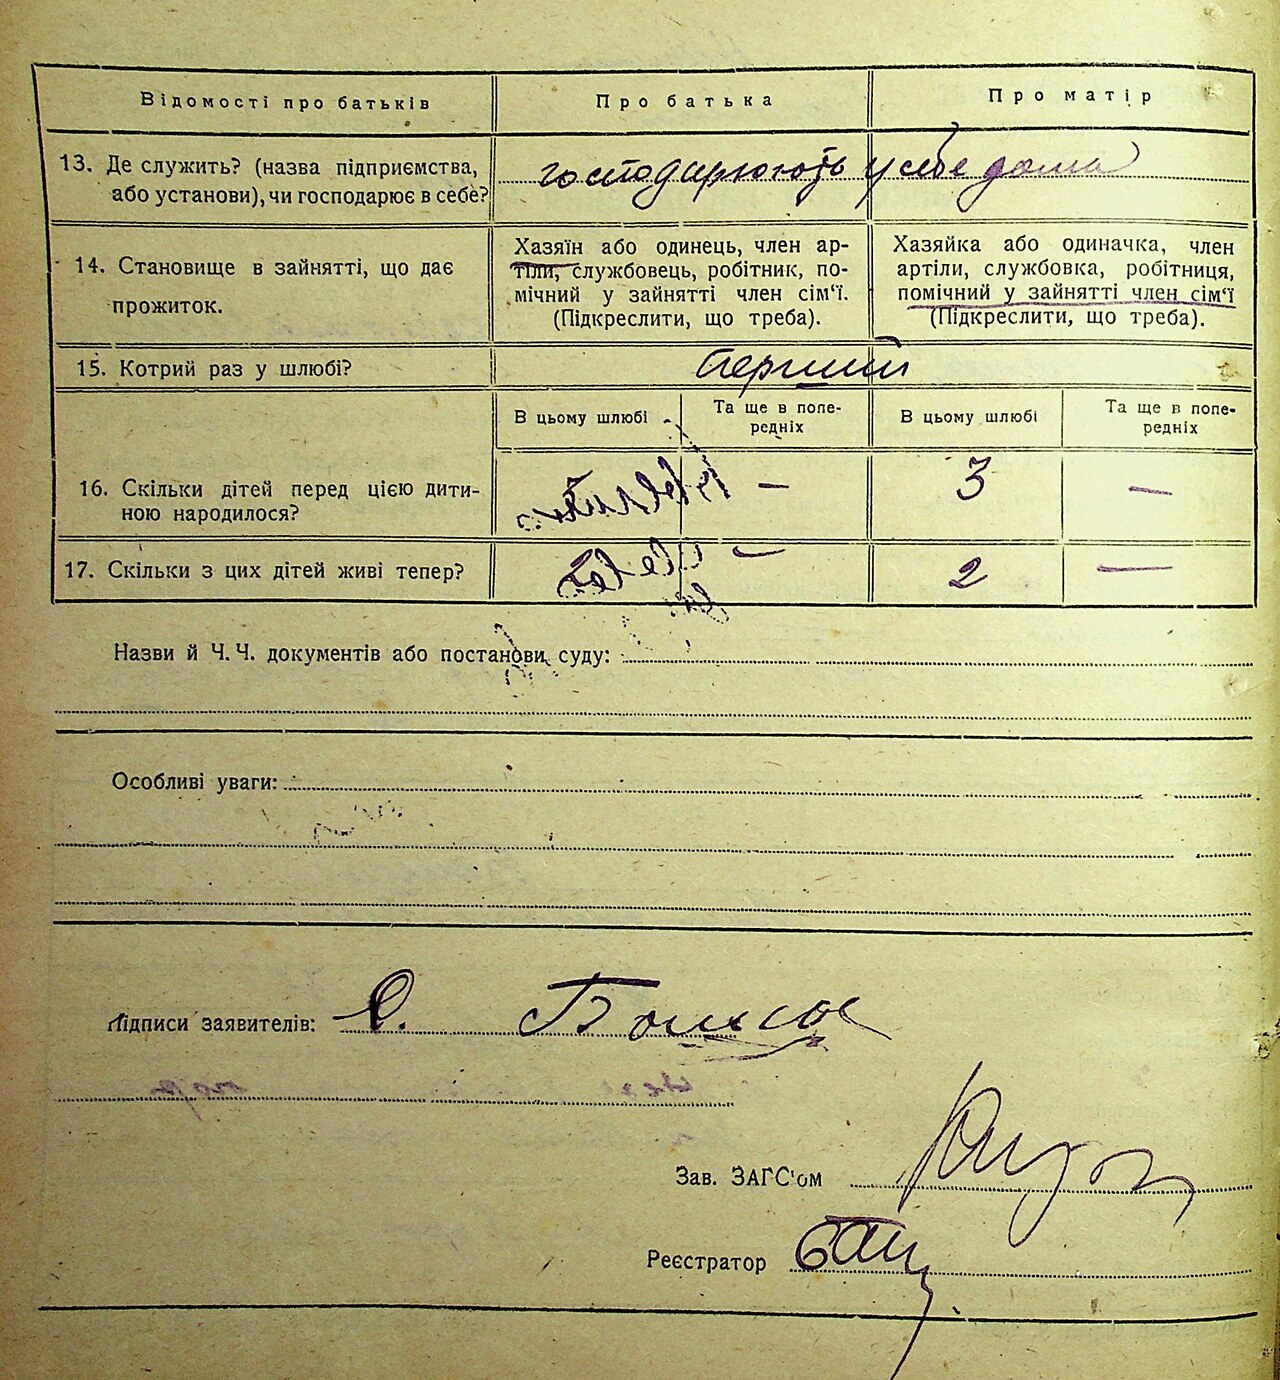 Відомості про батьків Про батька Про матір
13. Де служить? (назва підприємства,
або установи), чи господарює в себе?
господарюють у себе дома
14. Становище в зайнятті, що дає
прожиток.
Хазяїн або одинець, член ар-
тіли, службовець, робітник, по-
мічний у зайнятті член сім'ї.
(Підкреслити, що треба).
Хазяйка або одиначка, член
артіли, службовка, робітниця,
помічний у зайнятті член сім'ї
(Підкреслити, що треба).
15. Котрий раз у шлюбі? перший
В цьому шлюбі
Та ще в попе-
редніх
В цьому шлюбі
Та ще в попе-
редніх
16. Скільки дітей перед цією дити-
ною народилося?
— 3 —
17. Скільки з цих дітей живі тепер? — 2 —
Назви й Ч. Ч. документів або постанови суду:
Особливі уваги:
Підписи заявителів:
Зав. ЗАГС'ом
Реєстратор